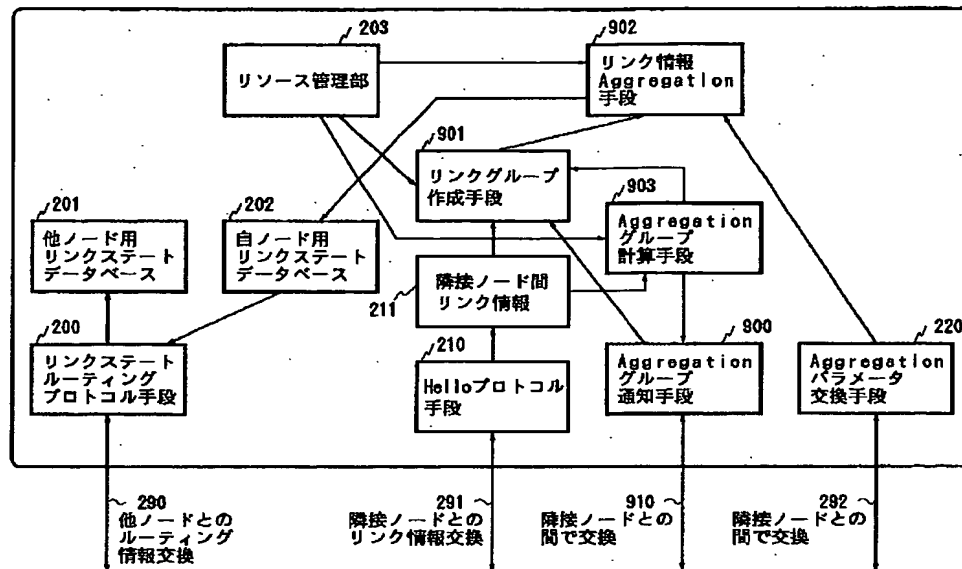 203
リソース管理部
902
リンク情報
Aggregation
手段
901
リンクグループ
作成手段
903
Aggregation
グループ
計算手段
201
他ノード用
リンクステート
データベース
202
自ノード用
リンクステート
データベース
211
隣接ノード間
リンク情報
200
リンクステート
ルーティング
プロトコル手段
210
Helloプロトコル
手段
900
Aggregation
グループ
通知手段
220
Aggregation
パラメータ
交換手段
290
他ノードとの
ルーティング
情報交換
291
隣接ノードとの
リンク情報交換
910
隣接ノードとの
間で交換
292
隣接ノードとの
間で交換